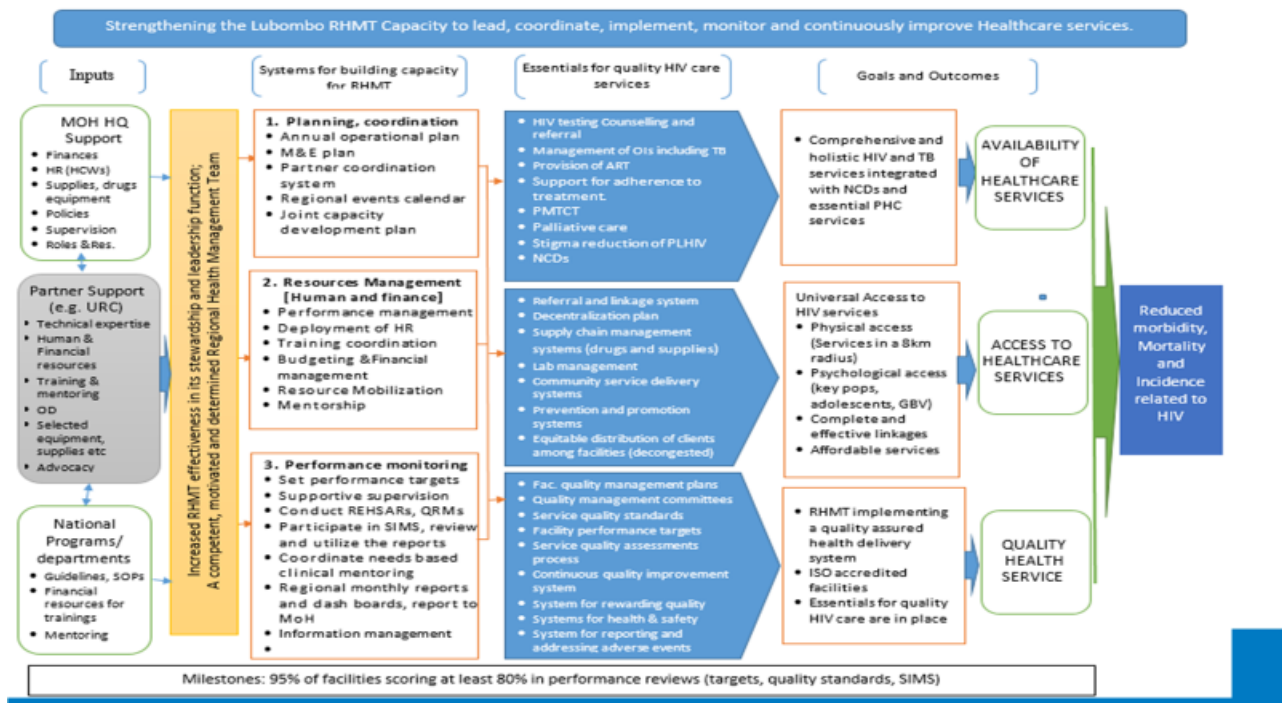 Strengthening the Lubombo RHMT Capacity to lead, coordinate, implement, monitor and continuously improve Healthcare services.
Inputs
Systems for building capacity
for RHMT
Essentials for quality HIV care
services
Goals and Outcomes
MOH HQ
Support
• Finances
• HR (HCWs)
• Supplies, drugs
equipment
• Policies
• Supervision
• Roles &Res.
Partner Support
(e.g. URC)
▸ Technical expertise
▸ Human &
Financial
resources
▸ Training &
mentoring
▸ OD
▸ Selected
equipment,
supplies etc
▸ Advocacy
National
Programs/
departments
• Guidelines, SOPs
• Financial
resources for
trainings
• Mentoring
Increased RHMT effectiveness in its stewardship and leadership function;
A competent, motivated and determined Regional Health Management Team
1. Planning, coordination
• Annual operational plan
• M&E plan
• Partner coordination
system
• Regional events calendar
• Joint capacity
development plan
2. Resources Management
[Human and finance]
• Performance management
• Deployment of HR
• Training coordination
• Budgeting &Financial
management
• Resource Mobilization
• Mentorship
3. Performance monitoring
• Set performance targets
• Supportive supervision
• Conduct REHSARs, QRMs
• Participate in SIMS, review
and utilize the reports
• Coordinate needs based
clinical mentoring
• Regional monthly reports
and dash boards, report to
MoH
• Information management
•
• HIV testing Counselling and
referral
• Management of OIs including TB
• Provision of ART
• Support for adherence to
treatment.
• PMTCT
• Palliative care
• Stigma reduction of PLHIV
• NCDs
• Referral and linkage system
• Decentralization plan
• Supply chain management
systems (drugs and supplies)
• Lab management
• Community service delivery
systems
• Prevention and promotion
systems
• Equitable distribution of clients
among facilities (decongested)
• Fac. quality management plans
• Quality management committees
• Service quality standards
• Facility performance targets
• Service quality assessments
process
• Continuous quality improvement
system
• System for rewarding quality
• Systems for health & safety
• System for reporting and
addressing adverse events
• Comprehensive and
holistic HIV and TB
services integrated
with NCDs and
essential PHC
services
Universal Access to
HIV services
• Physical access
(Services in a 8km
radius)
• Psychological access
(key pops,
adolescents, GBV)
• Complete and
effective linkages
• Affordable services
• RHMT implementing
a quality assured
health delivery
system
• ISO accredited
facilities
• Essentials for quality
HIV care are in place
AVAILABILITY
OF
HEALTHCARE
SERVICES
ACCESS TO
HEALTHCARE
SERVICES
QUALITY
HEALTH
SERVICE
Reduced
morbidity,
Mortality
and
Incidence
related to
HIV
Milestones: 95% of facilities scoring at least 80% in performance reviews (targets, quality standards, SIMS)